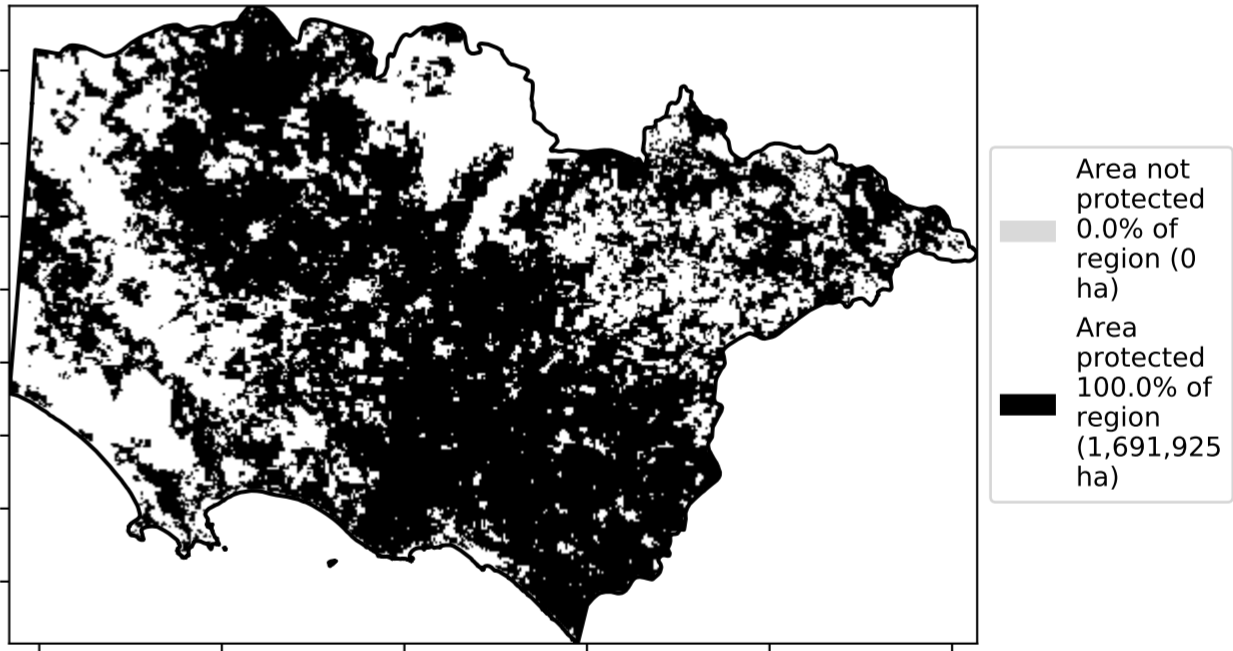 Area not
protected
0.0% of
region (0
ha)
Area
protected
100.0% of
region
(1,691,925
ha)